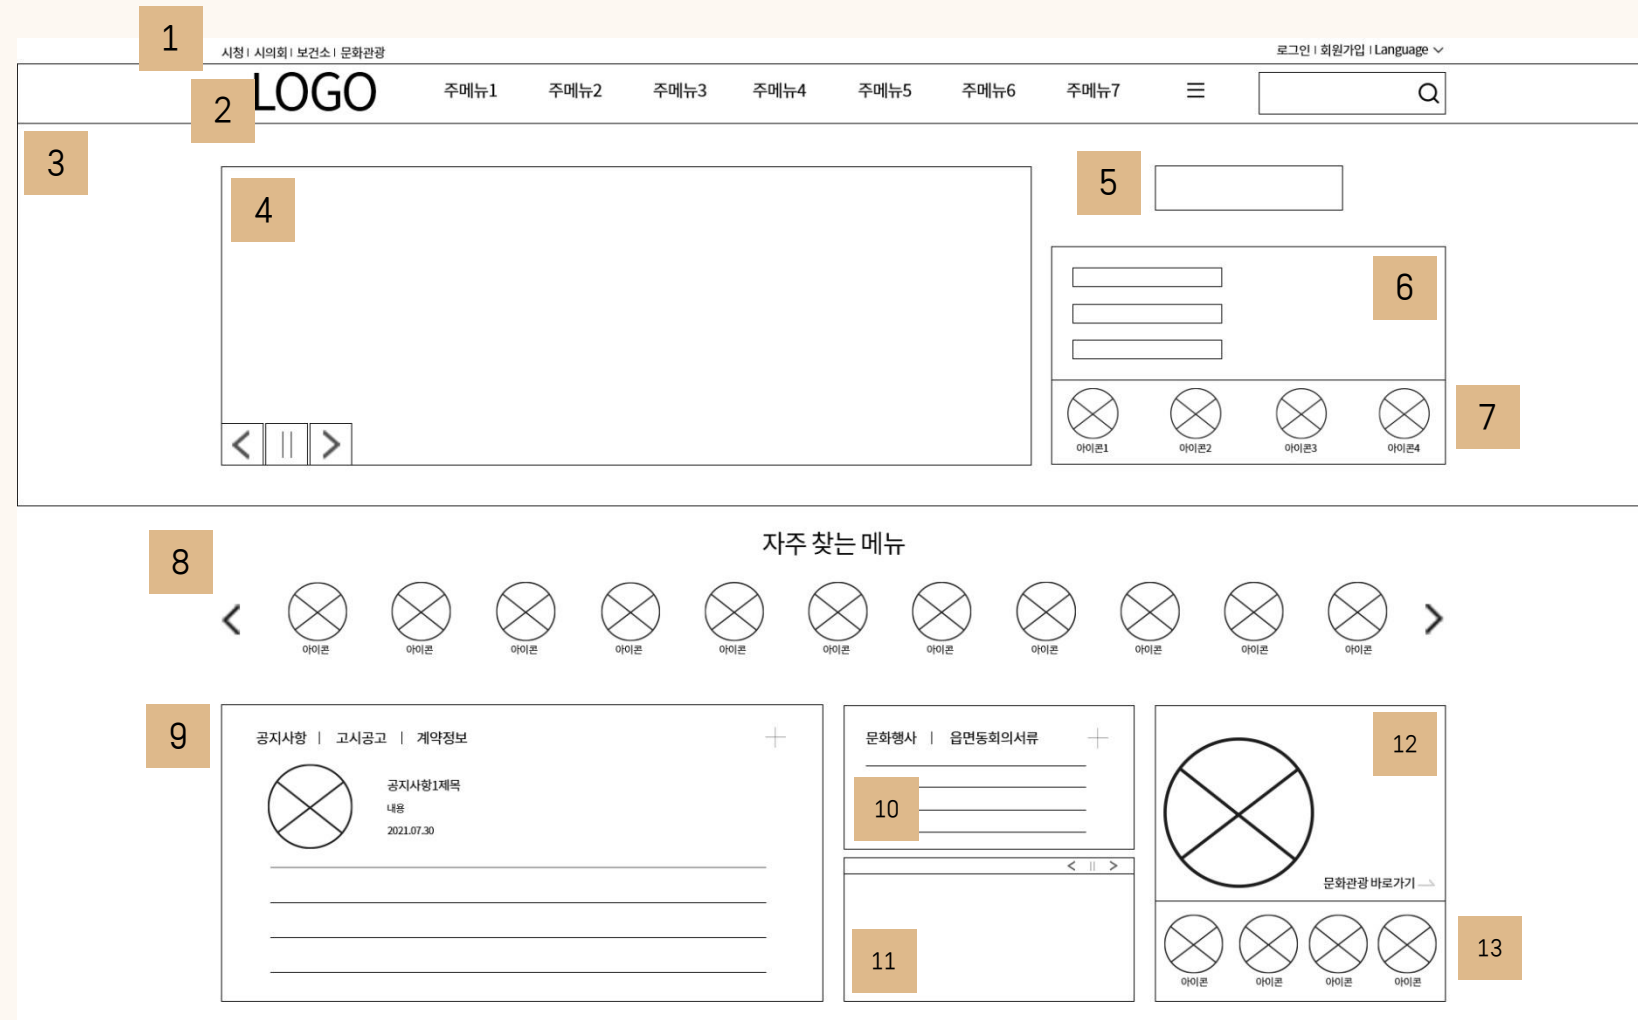 1
시청 | 시의회 | 보건소 | 문화관광
로그인 | 회원가입 | Language
2
LOGO
주메뉴1 주메뉴2 주메뉴3 주메뉴4 주메뉴5 주메뉴6 주메뉴7
3
4
5
6
7
아이콘1 아이콘2 아이콘3 아이콘4
8
자주 찾는 메뉴
아이콘 아이콘 아이콘 아이콘 아이콘 아이콘 아이콘 아이콘 아이콘 아이콘 아이콘
9
공지사항 | 고시공고 | 계약정보
공지사항1제목
내용
2021.07.30
문화행사 | 읍면동회의서류
10
11
12
문화관광 바로가기
13
아이콘 아이콘 아이콘 아이콘